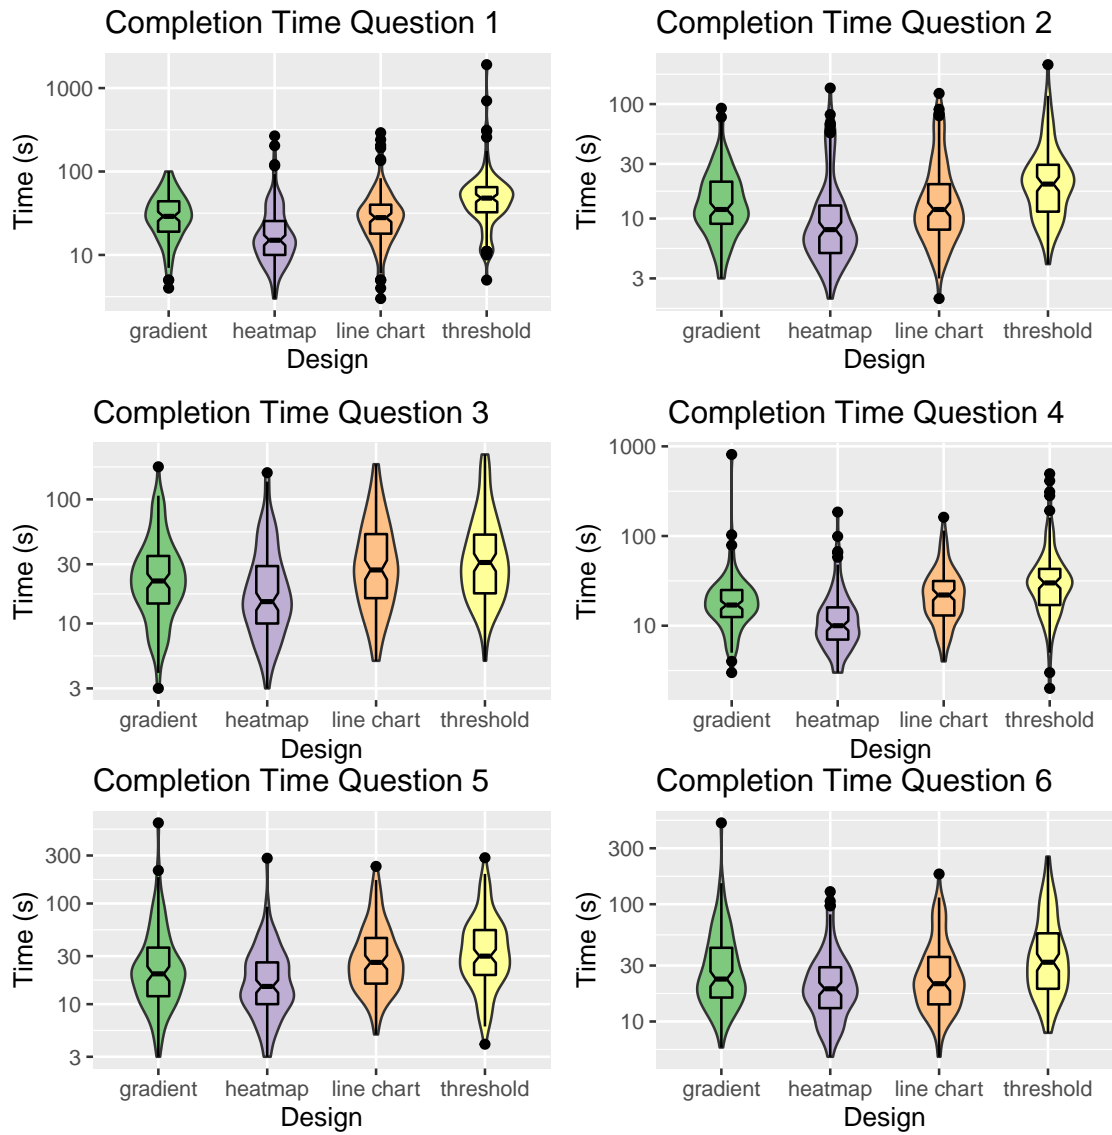 Completion Time Question 1
Time (s)
1000
100
10
gradient heatmap line chart threshold
Design
Completion Time Question 2
Time (s)
100
30
10
3
gradient heatmap line chart threshold
Design
Completion Time Question 3
Time (s)
100
30
10
3
gradient heatmap line chart threshold
Design
Completion Time Question 4
Time (s)
1000
100
10
gradient heatmap line chart threshold
Design
Completion Time Question 5
Time (s)
300
100
30
10
3
gradient heatmap line chart threshold
Design
Completion Time Question 6
Time (s)
300
100
30
10
gradient heatmap line chart threshold
Design